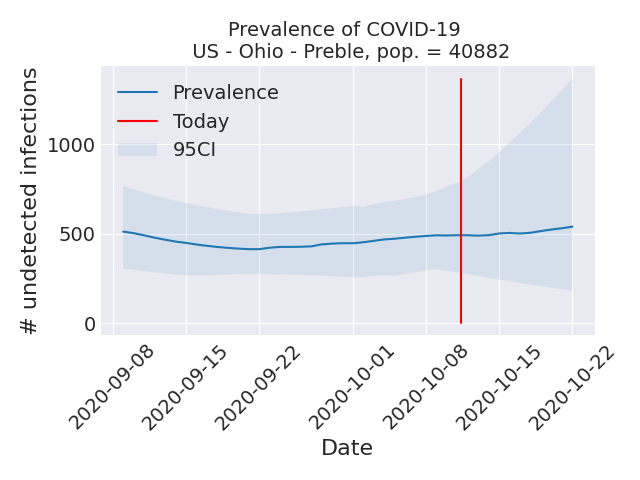 Prevalence of COVID-19
US - Ohio - Preble, pop. = 40882
# undetected infections
1000
500
0
Prevalence
Today
95CI
2020-09-08
2020-09-15
2020-09-22
2020-10-01
2020-10-08
2020-10-15
2020-10-22
Date